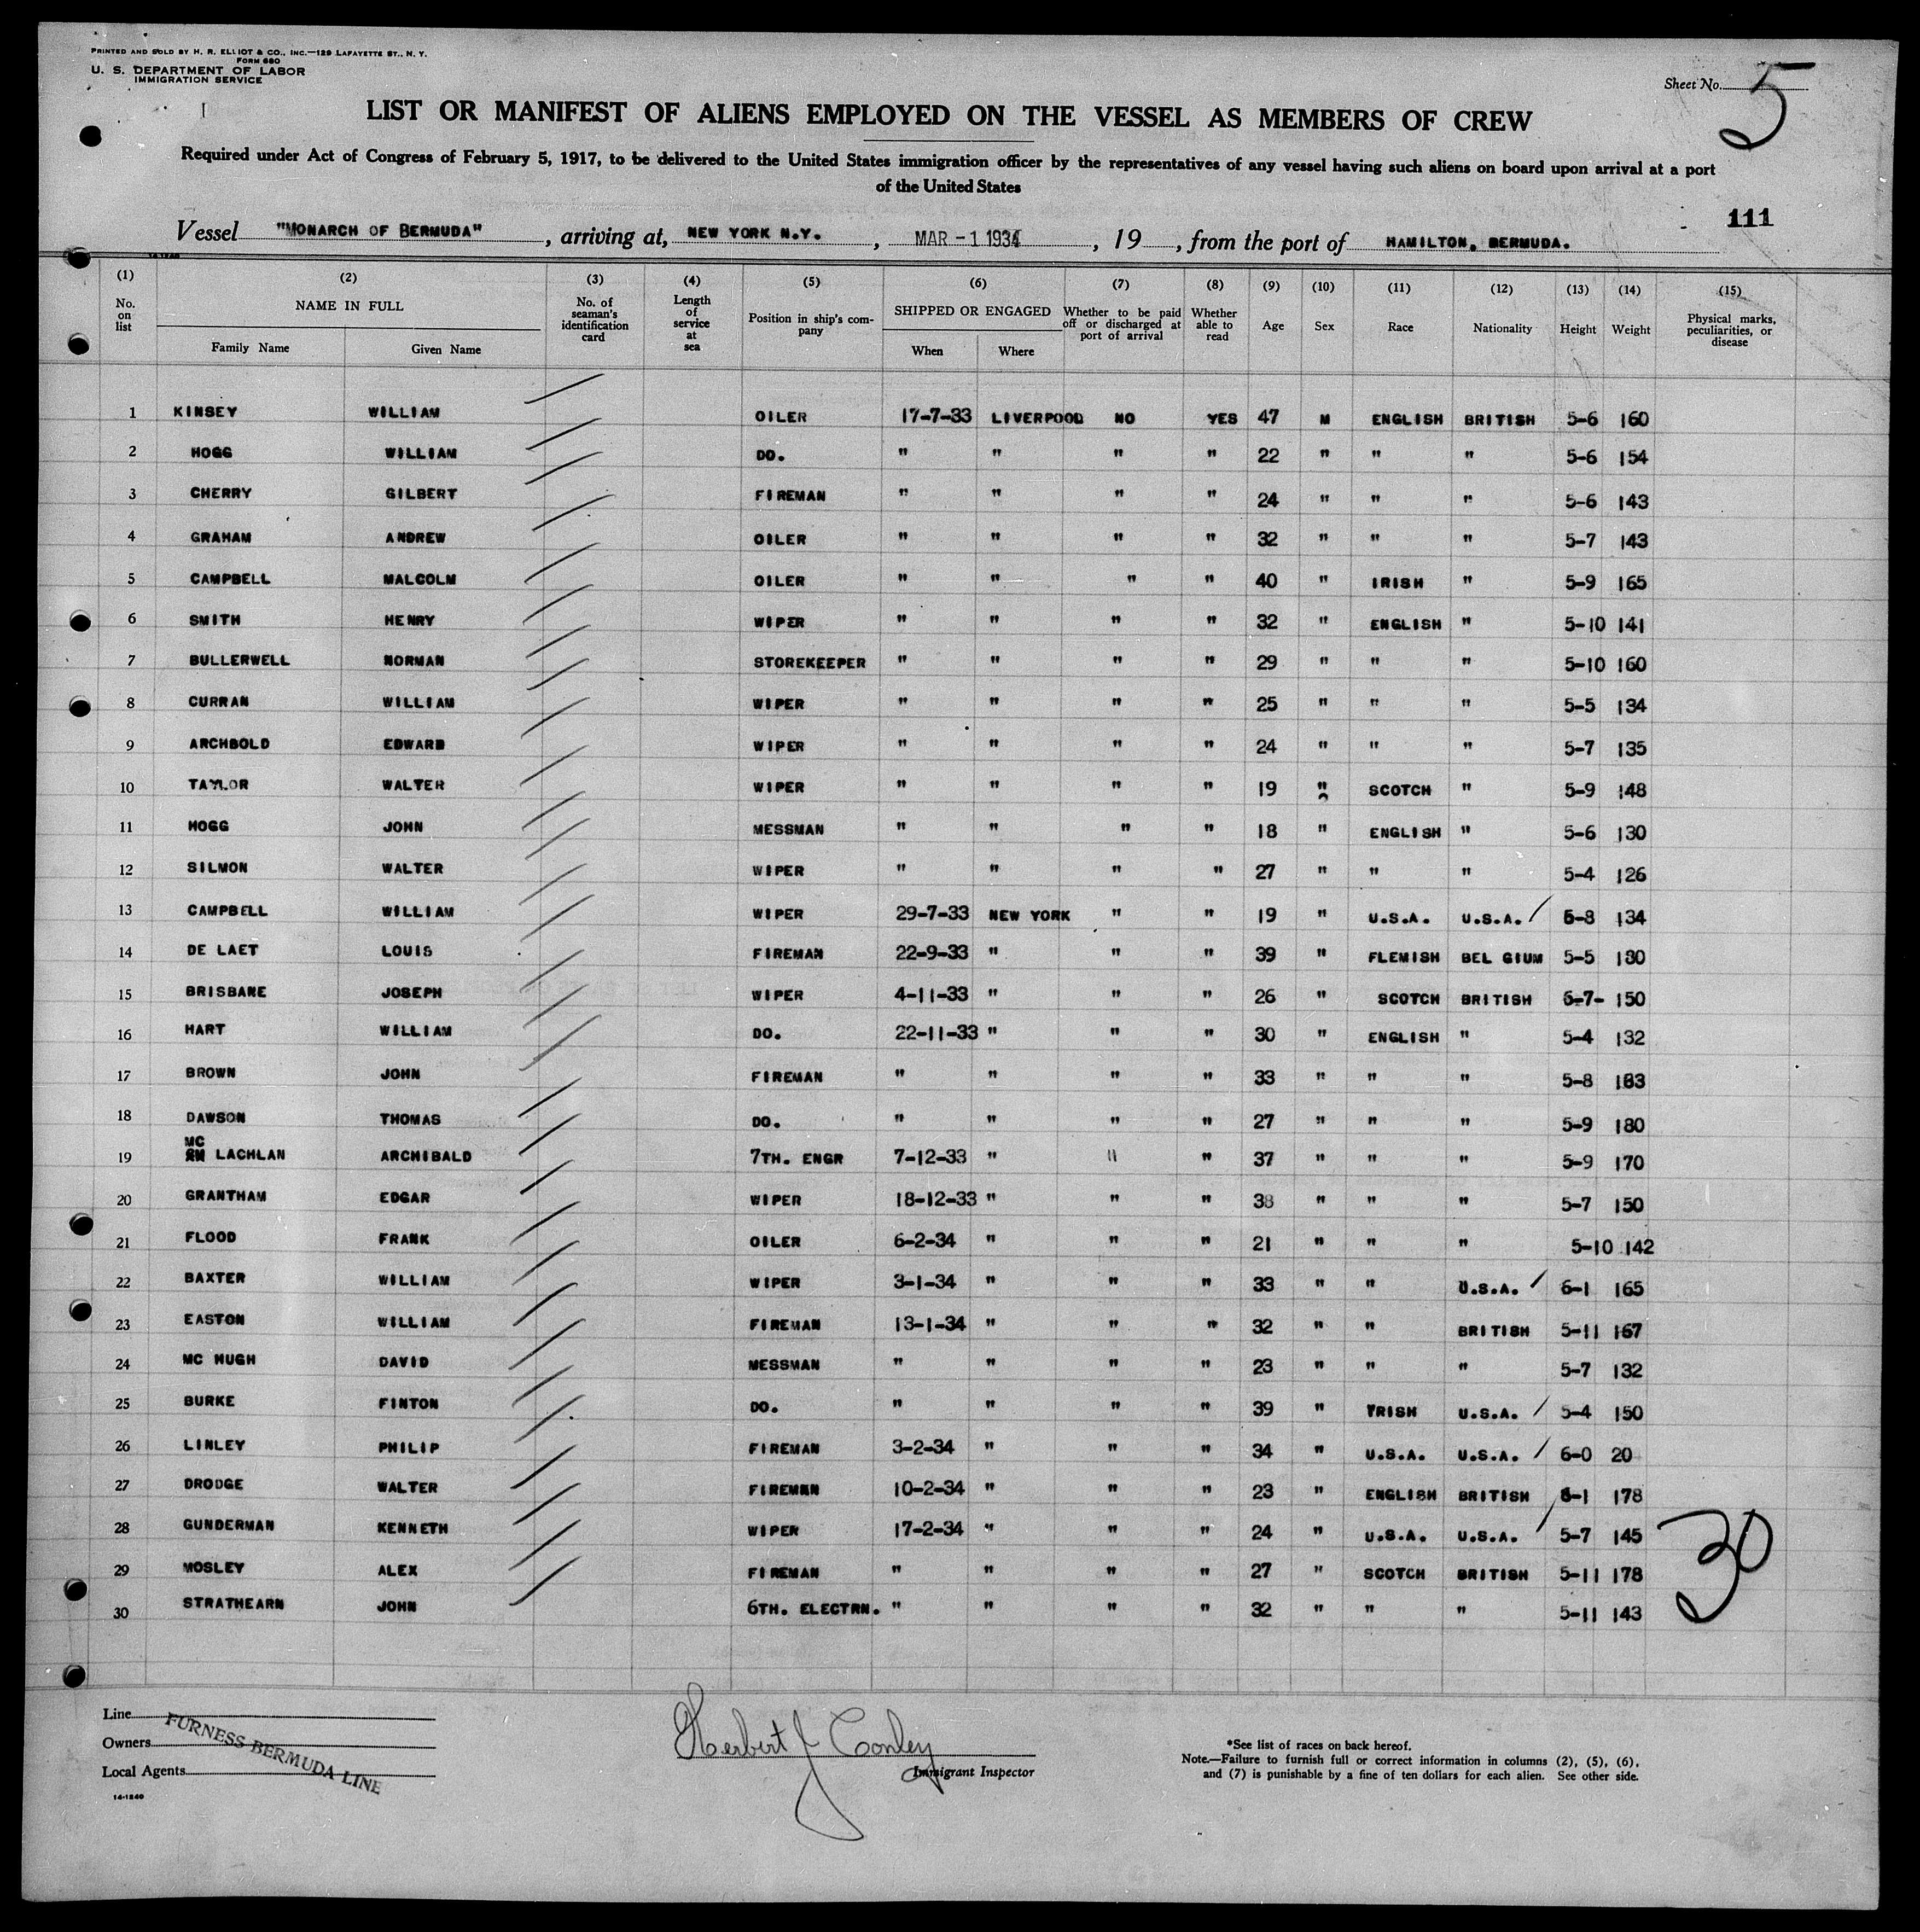 PRINTED AND SOLD BY H. R. ELLIOT & CO., INC.—129 LAFAYETTE ST., N. Y.
FORM 680
U. S. DEPARTMENT OF LABOR
IMMIGRATION SERVICE
Sheet No. 5
LIST OR MANIFEST OF ALIENS EMPLOYED ON THE VESSEL AS MEMBERS OF CREW
Required under Act of Congress of February 5, 1917, to be delivered to the United States immigration officer by the representatives of any vessel having such aliens on board upon arrival at a port
of the United States
111
Vessel "MONARCH OF BERMUDA" , arriving at, NEW YORK N.Y. , MAR - 1 1934 , 19 , from the port of HAMILTON, BERMUDA.
(1) (2) (3) (4) (5) (6) (7) (8) (9) (10) (11) (12) (13) (14) (15)
No. on list NAME IN FULL Family Name Given Name No. of seaman's identification card Length of service at sea Position in ship's company SHIPPED OR ENGAGED When Where Whether to be paid off or discharged at port of arrival Whether able to read Age Sex Race Nationality Height Weight Physical marks, peculiarities, or disease
1 KINSEY WILLIAM OILER 17-7-33 LIVERPOOL NO YES 47 M ENGLISH BRITISH 5-6 160
2 HOGG WILLIAM DO. " " " " 22 " " " 5-6 154
3 CHERRY GILBERT FIREMAN " " " " 24 " " " 5-6 143
4 GRAHAM ANDREW OILER " " " " 32 " " " 5-7 143
5 CAMPBELL MALCOLM OILER " " " " 40 " IRISH " 5-9 165
6 SMITH HENRY WIPER " " " " 32 " ENGLISH " 5-10 141
7 BULLERWELL NORMAN STOREKEEPER " " " " 29 " " " 5-10 160
8 CURRAN WILLIAM WIPER " " " " 25 " " " 5-5 134
9 ARCHBOLD EDWARD WIPER " " " " 24 " " " 5-7 135
10 TAYLOR WALTER WIPER " " " " 19 " SCOTCH " 5-9 148
11 HOGG JOHN MESSMAN " " " " 18 " ENGLISH " 5-6 130
12 SILMON WALTER WIPER " " " " 27 " " " 5-4 126
13 CAMPBELL WILLIAM WIPER 29-7-33 NEW YORK " " 19 " U.S.A. U.S.A. / 5-8 134
14 DE LAET LOUIS FIREMAN 22-9-33 " " " 39 " FLEMISH BEL GIUM 5-5 130
15 BRISBANE JOSEPH WIPER 4-11-33 " " " 26 " SCOTCH BRITISH 6-7- 150
16 HART WILLIAM DO. 22-11-33 " " " 30 " ENGLISH " 5-4 132
17 BROWN JOHN FIREMAN " " " " 33 " " " 5-8 183
18 DAWSON THOMAS DO. " " " " 27 " " " 5-9 180
19 MC LACHLAN ARCHIBALD 7TH. ENGR 7-12-33 " " " 37 " " " 5-9 170
20 GRANTHAM EDGAR WIPER 18-12-33 " " " 38 " " " 5-7 150
21 FLOOD FRANK OILER 6-2-34 " " " 21 " " " 5-10 142
22 BAXTER WILLIAM WIPER 3-1-34 " " " 33 " " U.S.A. / 6-1 165
23 EASTON WILLIAM FIREMAN 13-1-34 " " " 32 " " BRITISH 5-11 167
24 MC HUGH DAVID MESSMAN " " " " 23 " " " 5-7 132
25 BURKE FINTON DO. " " " " 39 " IRISH U.S.A. / 5-4 150
26 LINLEY PHILIP FIREMAN 3-2-34 " " " 34 " U.S.A. U.S.A. / 6-0 20
27 DRODGE WALTER FIREMAN 10-2-34 " " " 23 " ENGLISH BRITISH 6-1 178
28 GUNDERMAN KENNETH WIPER 17-2-34 " " " 24 " U.S.A. U.S.A. / 5-7 145
29 MOSLEY ALEX FIREMAN " " " " 27 " SCOTCH BRITISH 5-11 178
30 STRATHEARN JOHN 6TH. ELECTRN. " " " " 32 " " " 5-11 143
30
Line
Owners
Local Agents
FURNESS BERMUDA LINE
14-1240
Herbert J Conley
Immigrant Inspector
*See list of races on back hereof.
Note.—Failure to furnish full or correct information in columns (2), (5), (6),
and (7) is punishable by a fine of ten dollars for each alien. See other side.